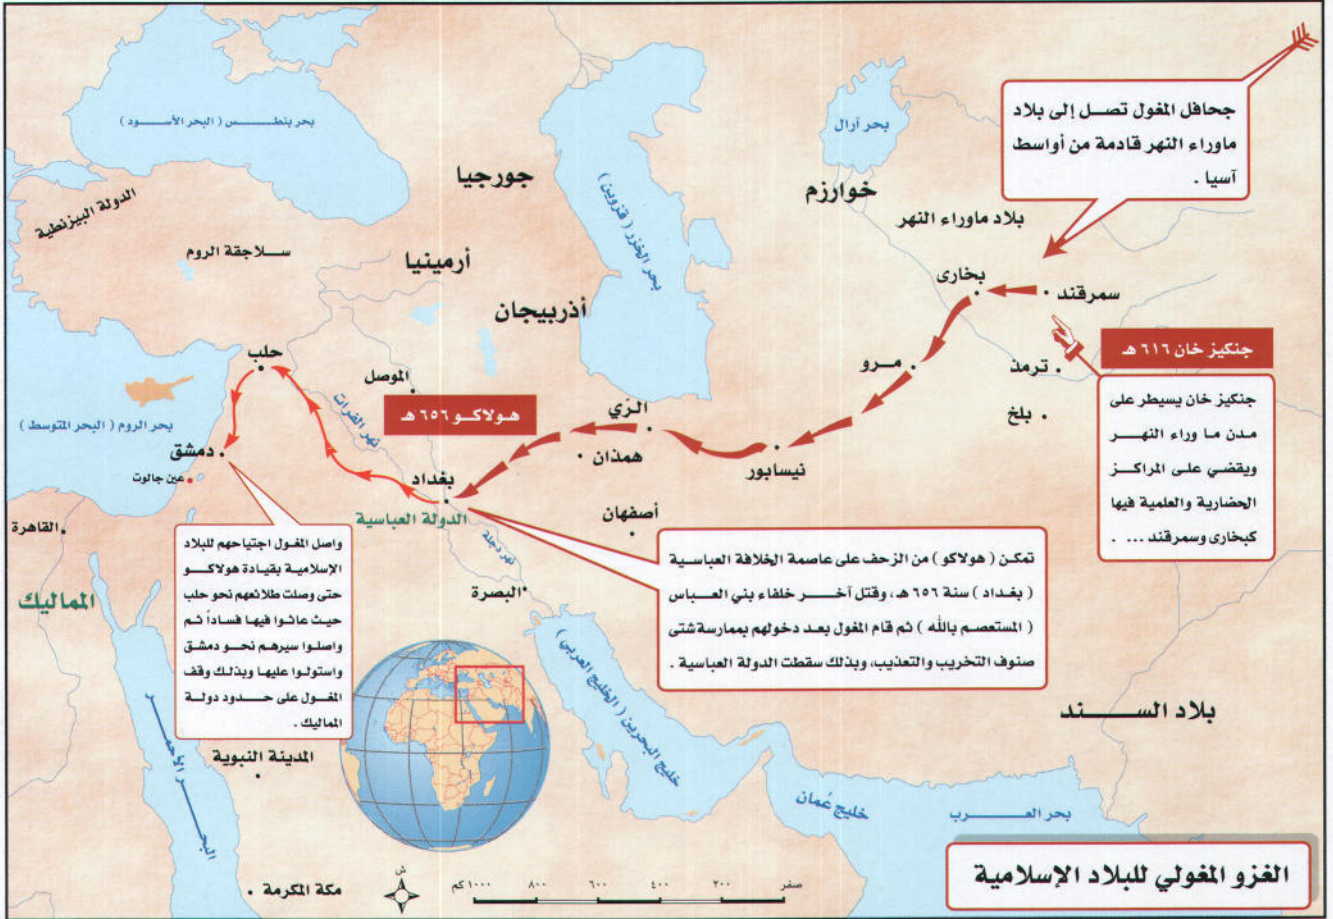 جحافل المغول تصل إلى بلاد
ماوراء النهر قادمة من أواسط
آسيا .
بحر بنطس ( البحر الأسود )
بحر آرال
خوارزم
جورجيا
بحر الخزر ( قزوين )
بلاد ماوراء النهر
الدولة البيزنطية
سلاجقة الروم
أرمينيا
أذربيجان
بخارى
سمرقند
جنكيز خان ٦١٦ هـ
جنكيز خان يسيطر على
مدن ما وراء النهر
ويقضي على المراكز
الحضارية والعلمية فيها
كبخارى وسمرقند ... .
ترمذ
بلخ
مرو
نيسابور
الرّي
همذان
أصفهان
حلب
الموصل
هولاكو ٦٥٦ هـ
نهر الفرات
بحر الروم ( البحر المتوسط )
دمشق
عين جالوت
بغداد
الدولة العباسية
نهر دجلة
القاهرة
المماليك
البصرة
تمكن ( هولاكو ) من الزحف على عاصمة الخلافة العباسية
( بغداد ) سنة ٦٥٦ هـ، وقتل آخر خلفاء بني العباس
( المستعصم بالله ) ثم قام المغول بعد دخولهم بممارسة شتى
صنوف التخريب والتعذيب، وبذلك سقطت الدولة العباسية .
واصل المغول اجتياحهم للبلاد
الإسلامية بقيادة هولاكو
حتى وصلت طلائعهم نحو حلب
حيث عاثوا فيها فساداً ثم
واصلوا سيرهم نحو دمشق
واستولوا عليها وبذلك وقف
المغول على حدود دولة
المماليك .
خليج البحرين ( الخليج العربي )
بلاد السند
المدينة النبوية
البحر الأحمر
خليج عُمان
بحر العرب
مكة المكرمة
ش
صفر ٢٠٠ ٤٠٠ ٦٠٠ ٨٠٠ ١٠٠٠ كم
الغزو المغولي للبلاد الإسلامية